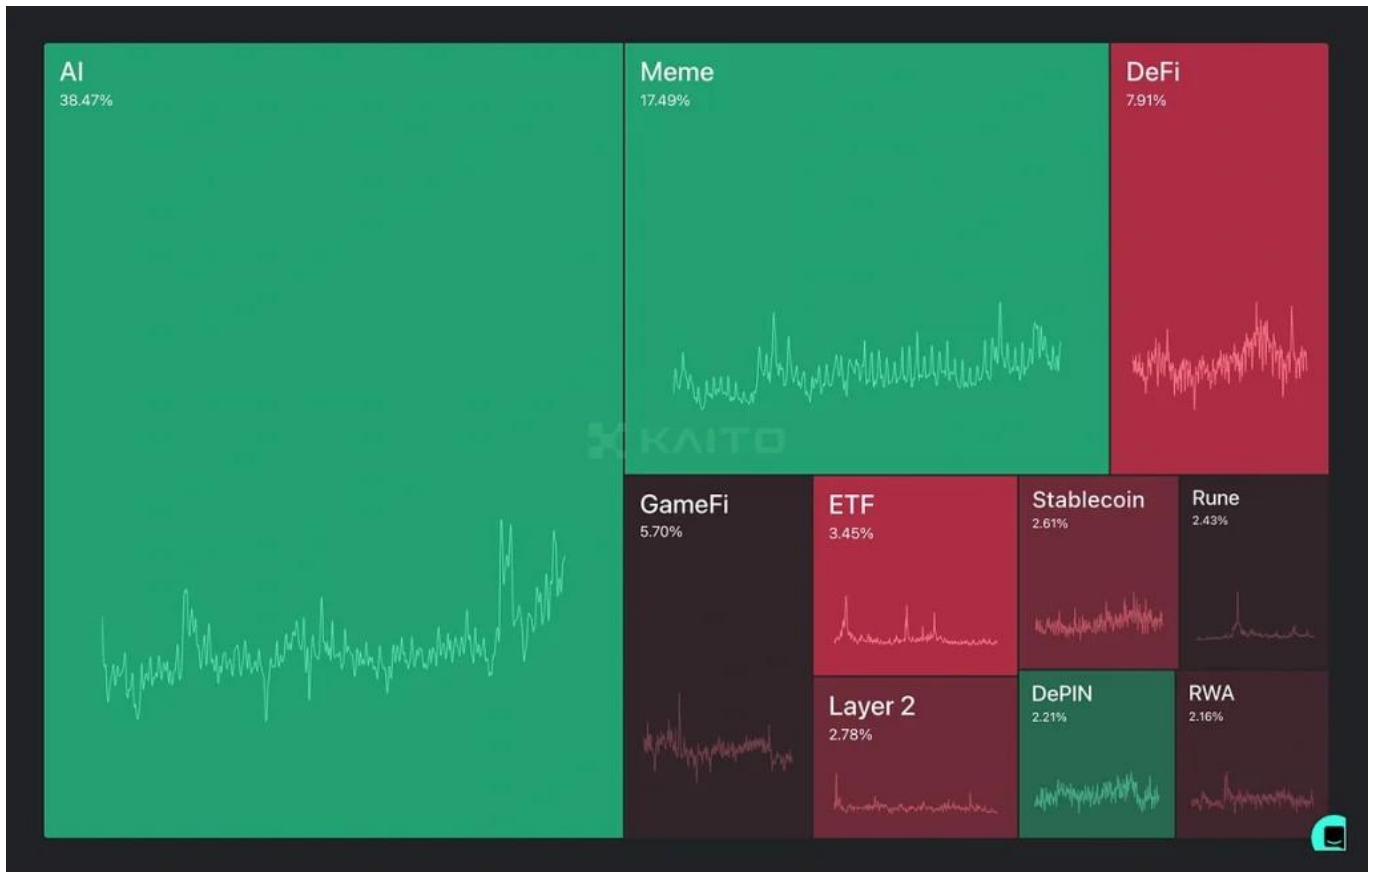 AI
38.47%
Meme
17.49%
DeFi
7.91%
KAITO
GameFi
5.70%
ETF
3.45%
Stablecoin
2.61%
Rune
2.43%
Layer 2
2.78%
DePIN
2.21%
RWA
2.16%